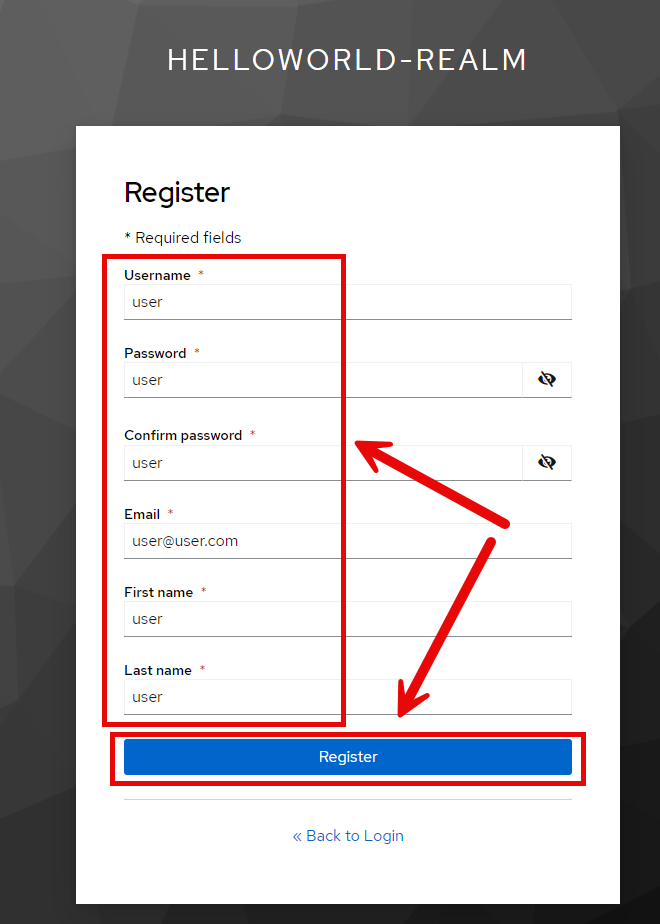 HELLOWORLD-REALM
Register
* Required fields
Username *
user
Password *
user
Confirm password *
user
Email *
user@user.com
First name *
user
Last name *
user
Register
« Back to Login